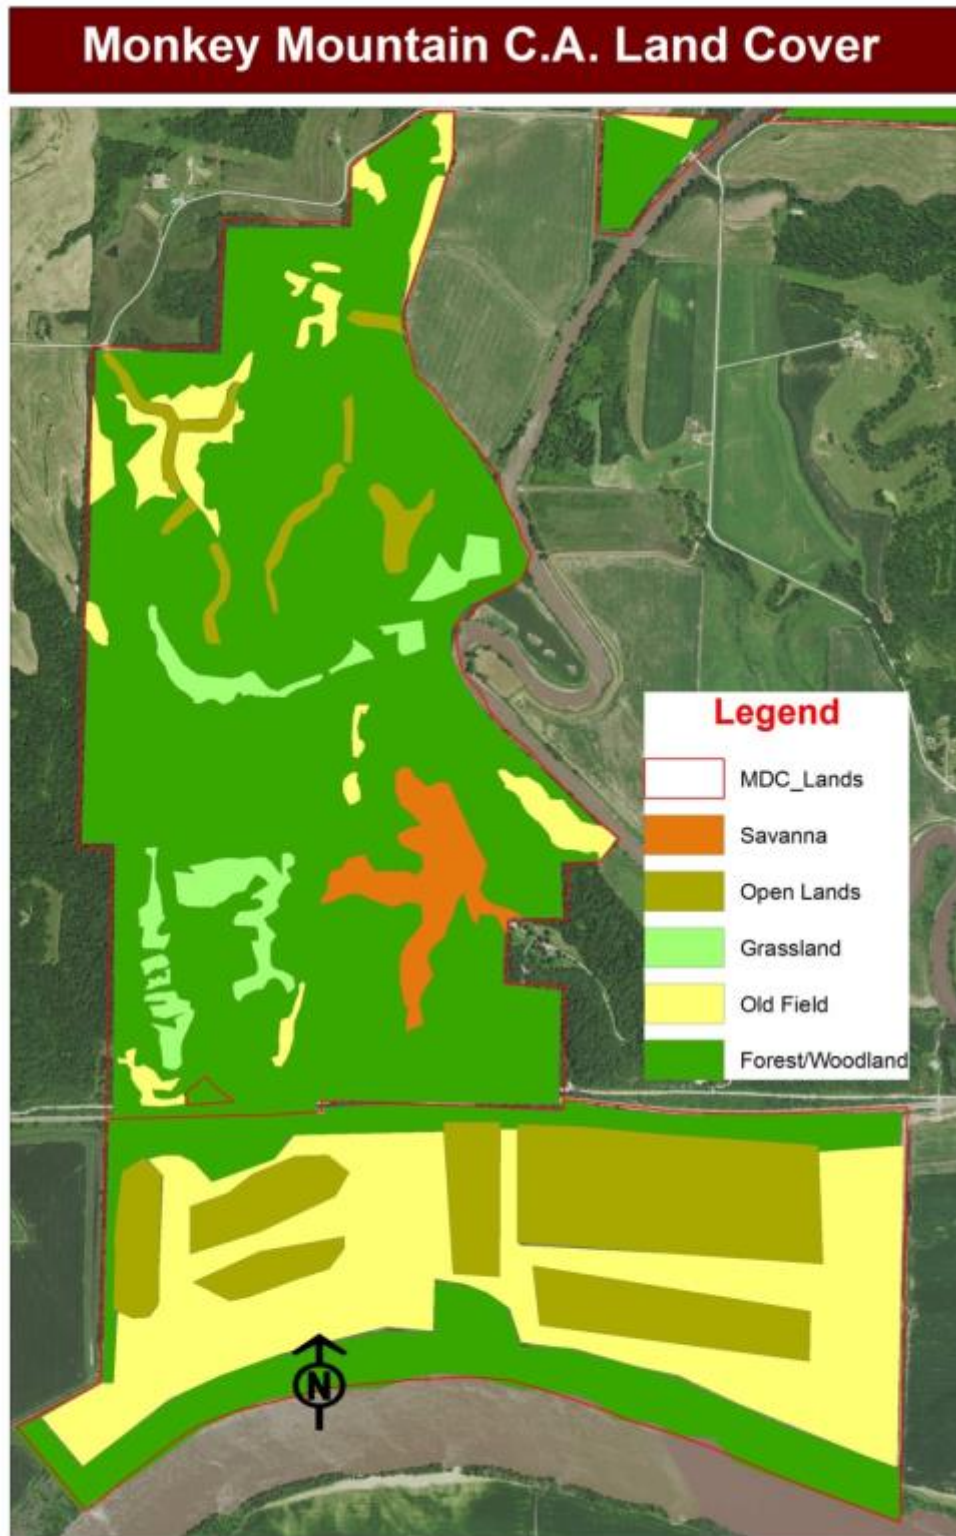 Monkey Mountain C.A. Land Cover
Legend
MDC_Lands
Savanna
Open Lands
Grassland
Old Field
Forest/Woodland
N